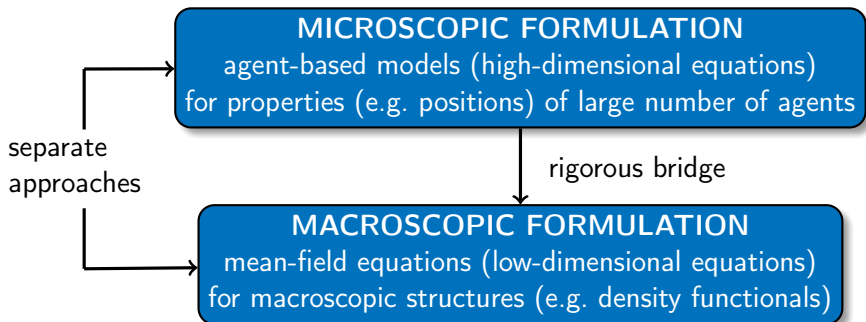 MICROSCOPIC FORMULATION
agent-based models (high-dimensional equations)
for properties (e.g. positions) of large number of agents
separate
approaches
rigorous bridge
MACROSCOPIC FORMULATION
mean-field equations (low-dimensional equations)
for macroscopic structures (e.g. density functionals)